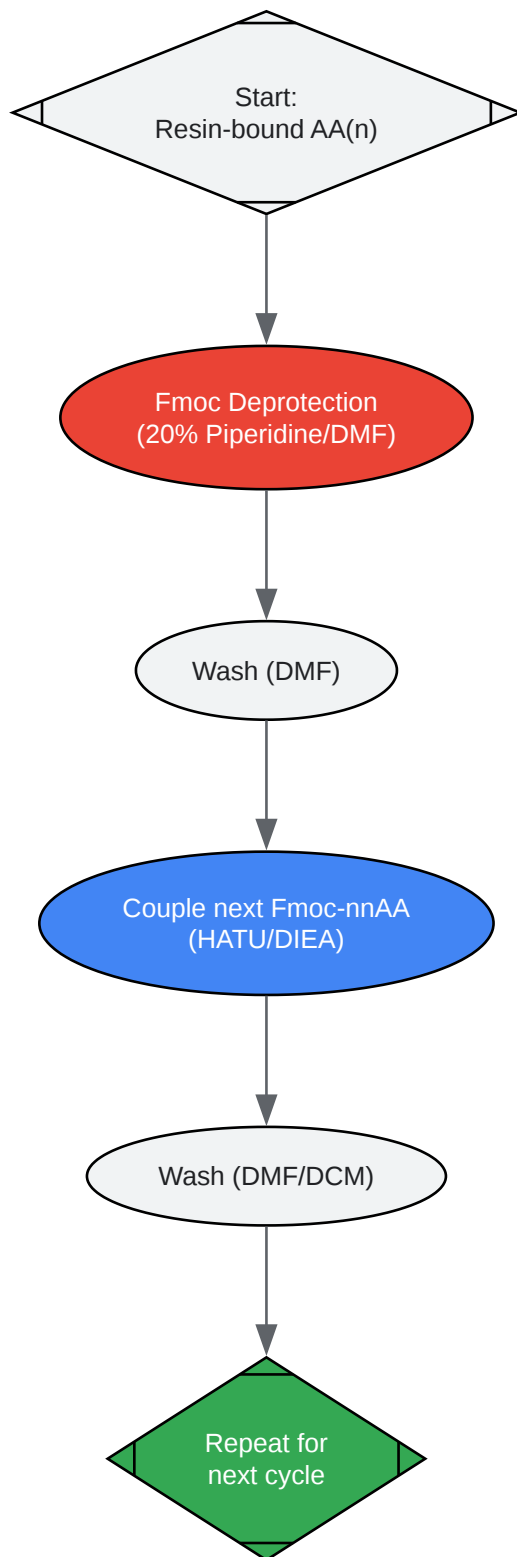 Start:
Resin-bound AA(n)
Fmoc Deprotection
(20% Piperidine/DMF)
Wash (DMF)
Couple next Fmoc-nnAA
(HATU/DIEA)
Wash (DMF/DCM)
Repeat for
next cycle